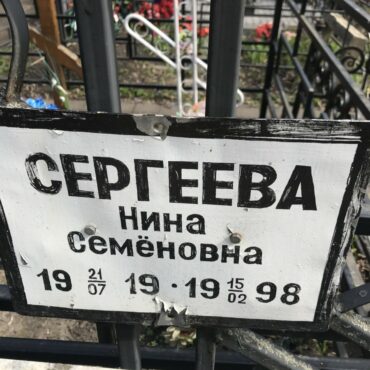 СЕРГЕЕВА
Нина
Семёновна
19 21/07 19 · 19 15/02 98